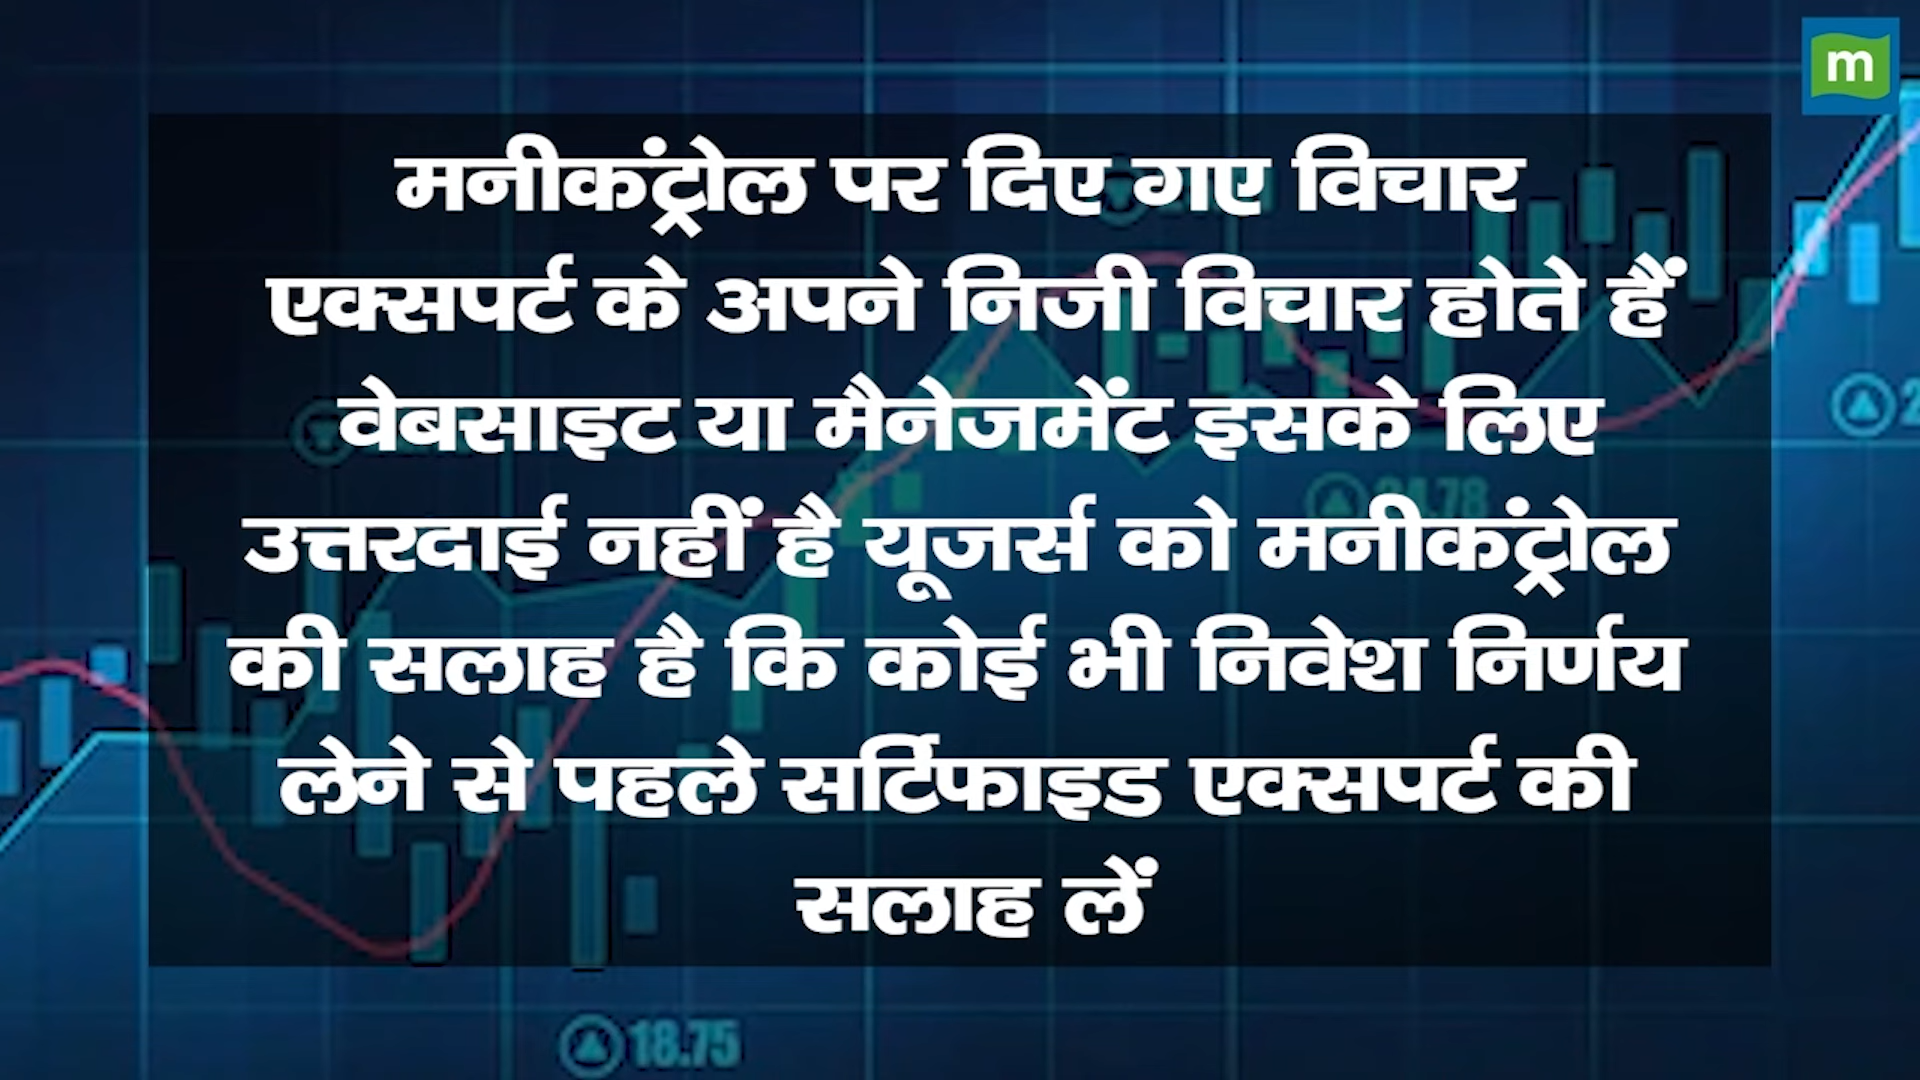 m
मनीकंट्रोल पर दिए गए विचार
एक्सपर्ट के अपने निजी विचार होते हैं
वेबसाइट या मैनेजमेंट इसके लिए
उत्तरदाई नहीं है यूजर्स को मनीकंट्रोल
की सलाह है कि कोई भी निवेश निर्णय
लेने से पहले सर्टिफाइड एक्सपर्ट की
सलाह लें
18.75